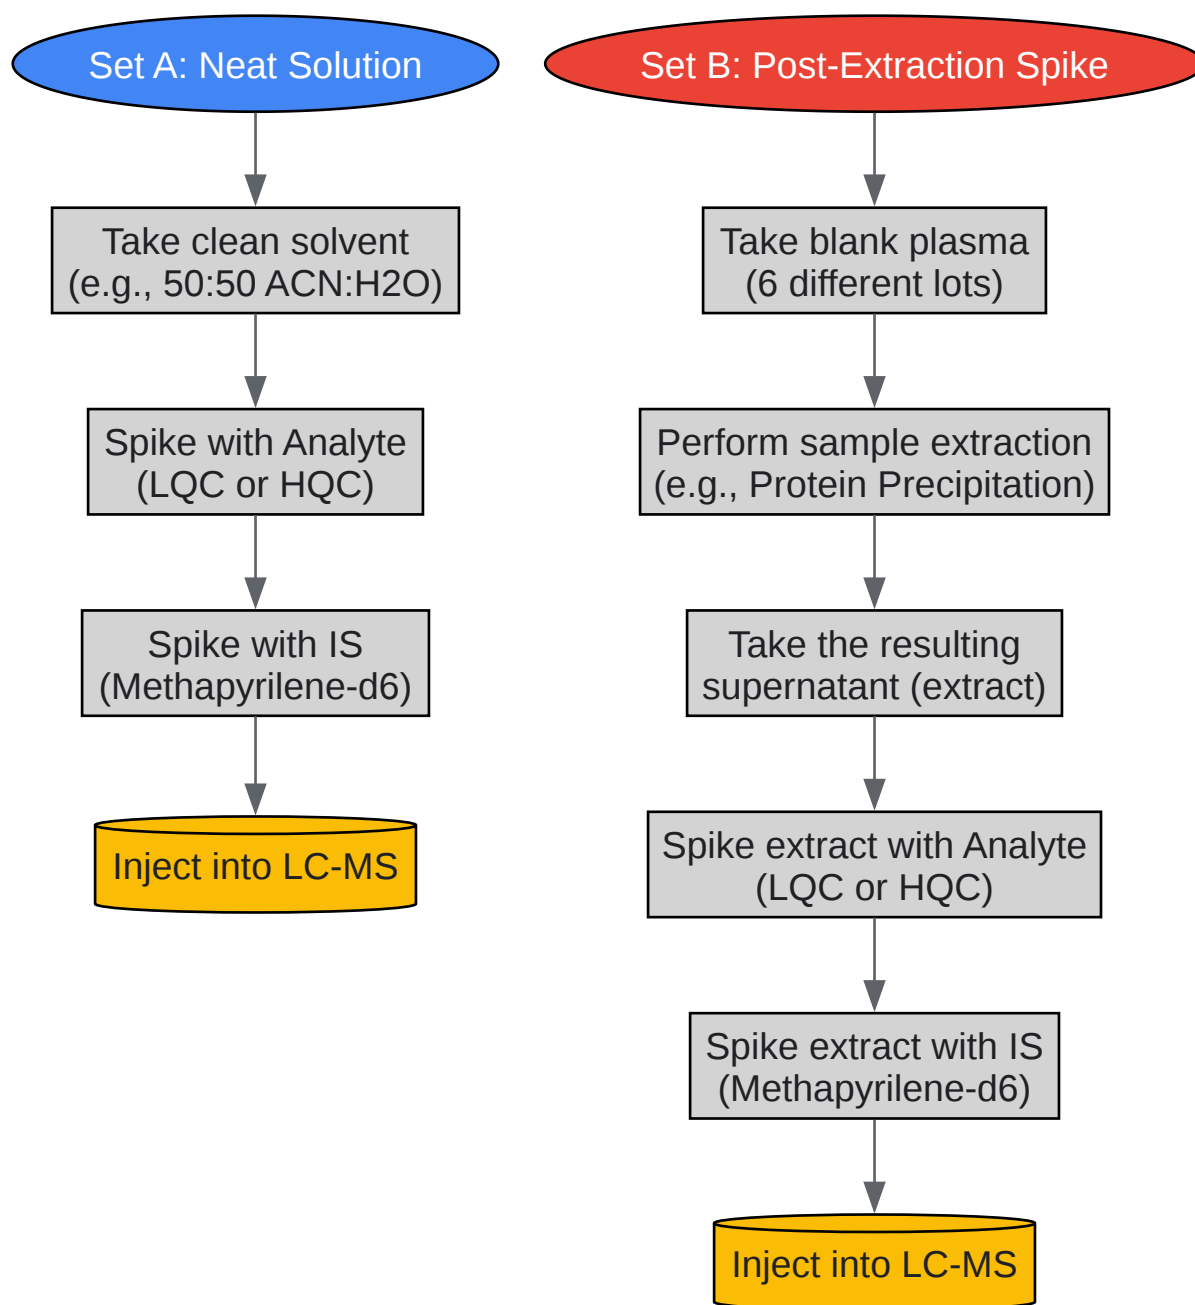 Set A: Neat Solution
Take clean solvent
(e.g., 50:50 ACN:H2O)
Spike with Analyte
(LQC or HQC)
Spike with IS
(Methapyrilene-d6)
Inject into LC-MS
Set B: Post-Extraction Spike
Take blank plasma
(6 different lots)
Perform sample extraction
(e.g., Protein Precipitation)
Take the resulting
supernatant (extract)
Spike extract with Analyte
(LQC or HQC)
Spike extract with IS
(Methapyrilene-d6)
Inject into LC-MS